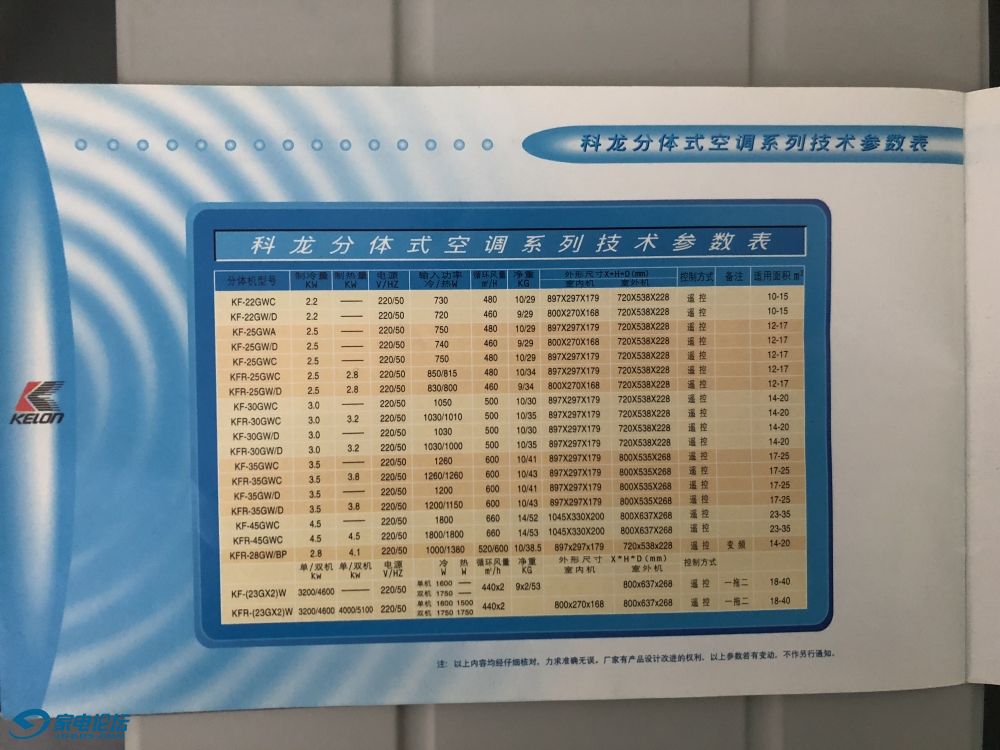 科龙分体式空调系列技术参数表
科龙分体式空调系列技术参数表
分体机型号 制冷量 KW 制热量 KW 电源 V/HZ 输入功率 冷/热W 循环风量 m³/H 净重 KG 外形尺寸X*H*D(mm) 室内机 室外机 控制方式 备注 适用面积 m²
KF-22GWC 2.2 —— 220/50 730 480 10/29 897X297X179 720X538X228 遥控 10-15
KF-22GW/D 2.2 —— 220/50 720 460 9/29 800X270X168 720X538X228 遥控 10-15
KF-25GWA 2.5 —— 220/50 750 480 10/29 897X297X179 720X538X228 遥控 12-17
KF-25GW/D 2.5 —— 220/50 740 460 9/29 800X270X168 720X538X228 遥控 12-17
KF-25GWC 2.5 —— 220/50 750 480 10/29 897X297X179 720X538X228 遥控 12-17
KFR-25GWC 2.5 2.8 220/50 850/815 480 10/34 897X297X179 720X538X228 遥控 12-17
KFR-25GW/D 2.5 2.8 220/50 830/800 460 9/34 800X270X168 720X538X228 遥控 12-17
KF-30GWC 3.0 —— 220/50 1050 500 10/30 897X297X179 720X538X228 遥控 14-20
KFR-30GWC 3.0 3.2 220/50 1030/1010 500 10/35 897X297X179 720X538X228 遥控 14-20
KF-30GW/D 3.0 —— 220/50 1030 500 10/30 897X297X179 720X538X228 遥控 14-20
KFR-30GW/D 3.0 3.2 220/50 1030/1000 500 10/35 897X297X179 720X538X228 遥控 14-20
KF-35GWC 3.5 —— 220/50 1260 600 10/41 897X297X179 800X535X268 遥控 17-25
KFR-35GWC 3.5 3.8 220/50 1260/1260 600 10/43 897X297X179 800X535X268 遥控 17-25
KF-35GW/D 3.5 —— 220/50 1200 600 10/41 897X297X179 800X535X268 遥控 17-25
KFR-35GW/D 3.5 3.8 220/50 1200/1150 600 10/43 897X297X179 800X535X268 遥控 17-25
KF-45GWC 4.5 —— 220/50 1800 660 14/52 1045X330X200 800X637X268 遥控 23-35
KFR-45GWC 4.5 4.5 220/50 1800/1800 660 14/53 1045X330X200 800X637X268 遥控 23-35
KFR-28GW/BP 2.8 4.1 220/50 1000/1380 520/600 10/38.5 897x297x179 720x538x228 遥控 变频 14-20
单/双机 KW 单/双机 KW 电源 V/HZ 冷 W 热 W 循环风量 m³/h 净重 KG 外形尺寸 X*H*D(mm) 室内机 室外机 控制方式
KF-(23GX2)W 3200/4600 —— 220/50 单机 1600 —— 双机 1750 —— 440x2 9x2/53 800x637x268 遥控 一拖二 18-40
KFR-(23GX2)W 3200/4600 4000/5100 220/50 单机 1600 1500 双机 1750 1750 440x2 800x270x168 800x637x268 遥控 一拖二 18-40
KELON
注: 以上内容均经仔细核对, 力求准确无误。厂家有产品设计改进的权利, 以上参数若有变动, 不作另行通知。
家电论坛